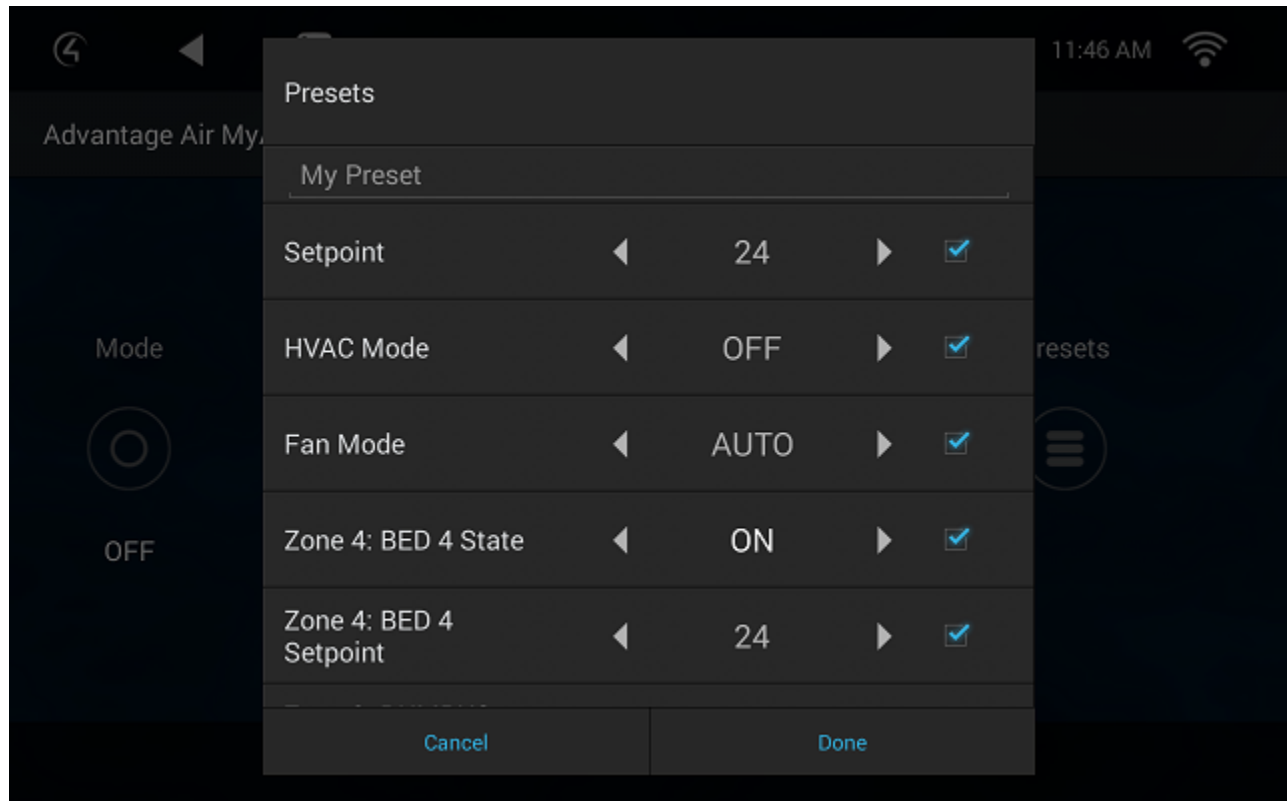 11:46 AM
Presets
Advantage Air My
My Preset
Setpoint 24
HVAC Mode OFF
Mode
resets
Fan Mode AUTO
Zone 4: BED 4 State ON
OFF
Zone 4: BED 4
Setpoint 24
Cancel Done